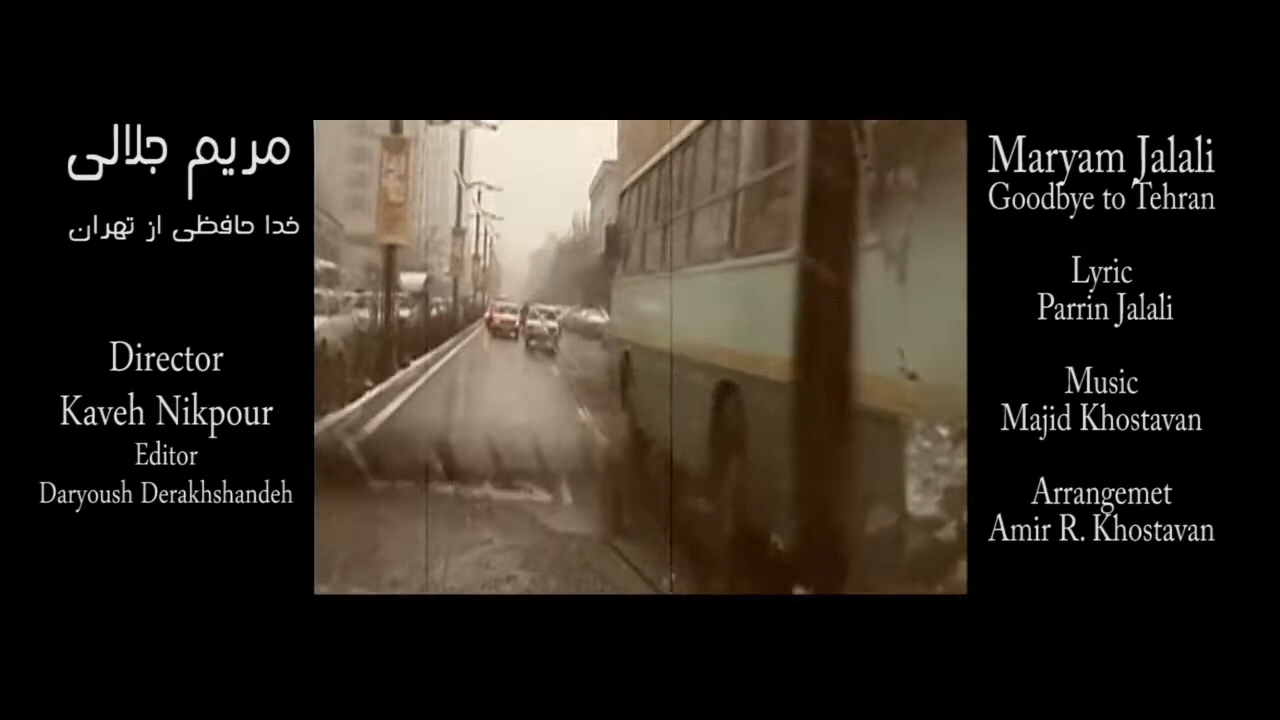 مریم جلالی
خدا حافظی از تهران
Director
Kaveh Nikpour
Editor
Daryoush Derakhshandeh
Maryam Jalali
Goodbye to Tehran
Lyric
Parrin Jalali
Music
Majid Khostavan
Arrangemet
Amir R. Khostavan